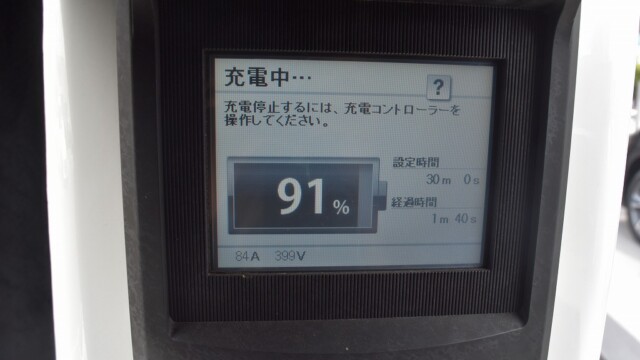 充電中…
?
充電停止するには、充電コントローラーを
操作してください。
設定時間
30m 0s
91%
経過時間
1m 40s
84A 399V